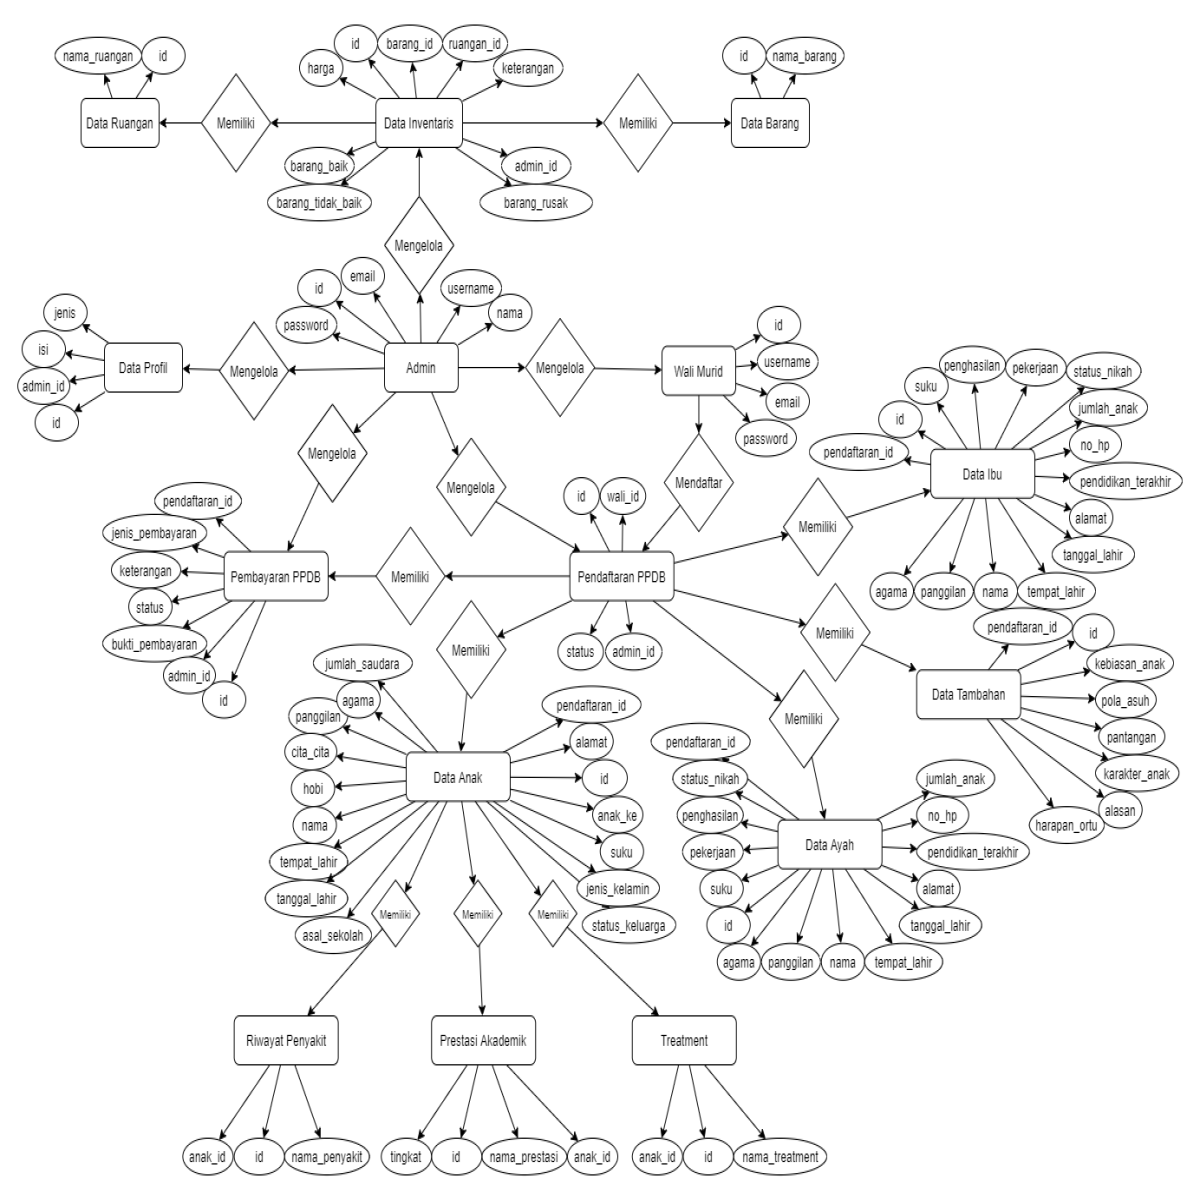 id
barang_id
ruangan_id
nama_ruangan
id
harga
keterangan
id
nama_barang
Data Ruangan
Memiliki
Data Inventaris
Memiliki
Data Barang
barang_baik
admin_id
barang_tidak_baik
barang_rusak
Mengelola
id
email
username
password
nama
jenis
isi
admin_id
id
Data Profil
Mengelola
Admin
Mengelola
Wali Murid
id
username
email
password
Mengelola
Mengelola
Mendaftar
penghasilan
pekerjaan
status_nikah
suku
jumlah_anak
id
no_hp
pendaftaran_id
Data Ibu
pendidikan_terakhir
alamat
tanggal_lahir
agama
panggilan
nama
tempat_lahir
Memiliki
id
wali_id
pendaftaran_id
jenis_pembayaran
keterangan
status
bukti_pembayaran
admin_id
id
Pembayaran PPDB
Memiliki
Pendaftaran PPDB
status
admin_id
Memiliki
Memiliki
Memiliki
pendaftaran_id
id
kebiasan_anak
pola_asuh
pantangan
karakter_anak
alasan
harapan_ortu
Data Tambahan
jumlah_saudara
agama
panggilan
cita_cita
hobi
nama
tempat_lahir
tanggal_lahir
asal_sekolah
Data Anak
pendaftaran_id
alamat
id
anak_ke
suku
jenis_kelamin
status_keluarga
Memiliki
Memiliki
Memiliki
pendaftaran_id
status_nikah
penghasilan
pekerjaan
suku
id
agama
panggilan
nama
tempat_lahir
Data Ayah
jumlah_anak
no_hp
pendidikan_terakhir
alamat
tanggal_lahir
Riwayat Penyakit
Prestasi Akademik
Treatment
anak_id
id
nama_penyakit
tingkat
id
nama_prestasi
anak_id
anak_id
id
nama_treatment